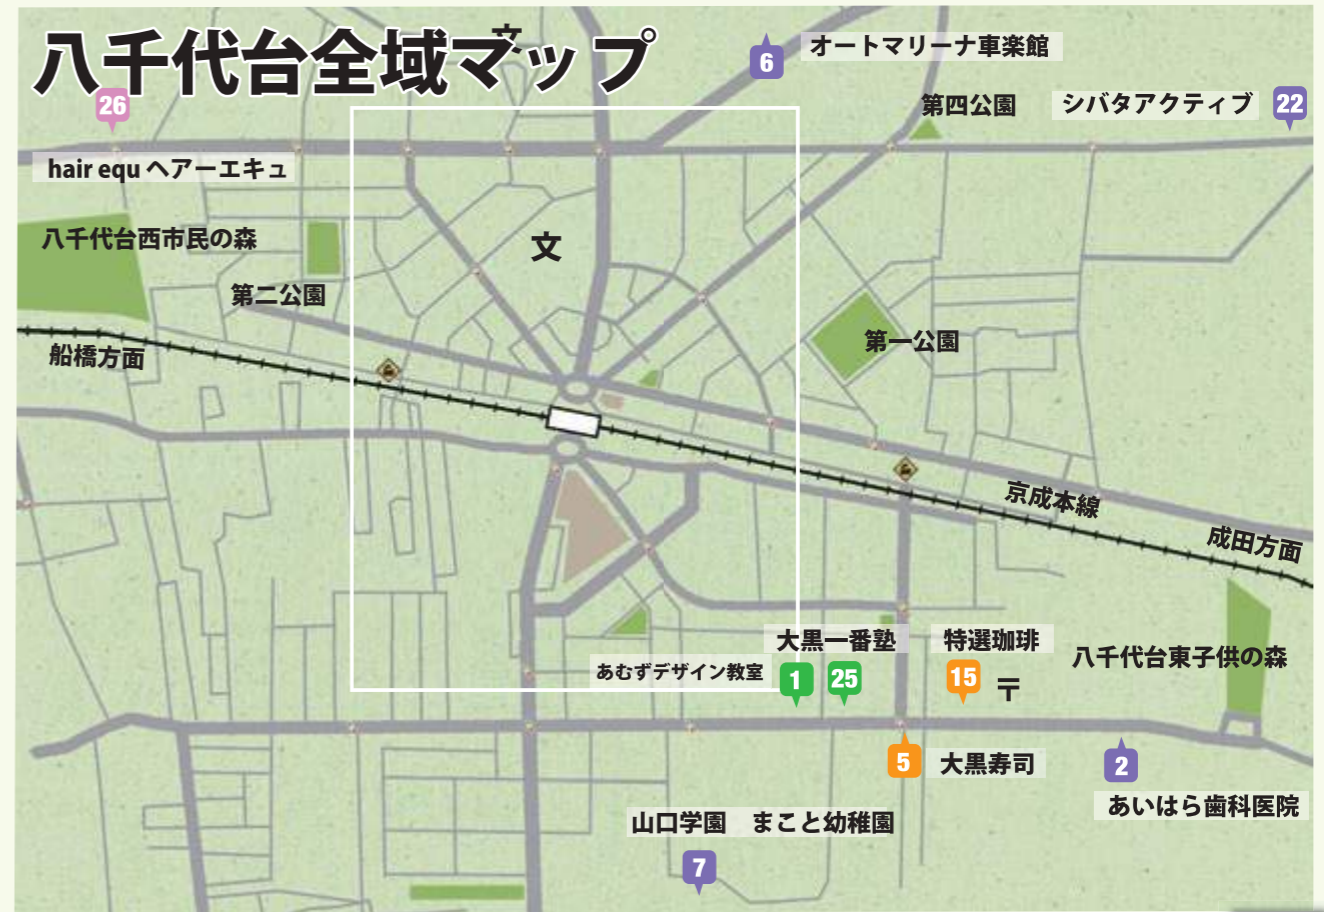 八千代台全域マップ
文
6
オートマリーナ車楽館
26
第四公園
シバタアクティブ
22
hair equ ヘアーエキュ
八千代台西市民の森
文
第二公園
船橋方面
第一公園
京成本線
成田方面
大黒一番塾
特選珈琲
あむずデザイン教室
1
25
15
〒
八千代台東子供の森
5
大黒寿司
2
あいはら歯科医院
山口学園　まこと幼稚園
7